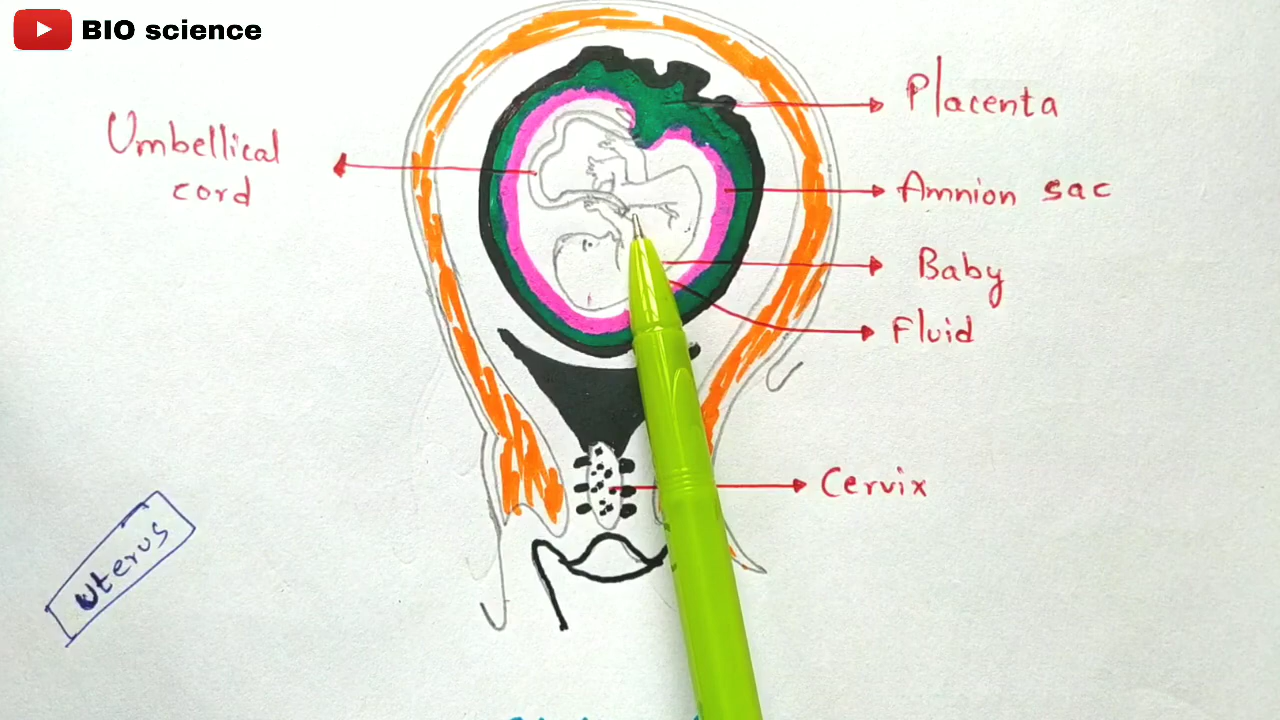 BIO science
Umbellical
cord
Placenta
Amnion sac
Baby
Fluid
Cervix
uterus